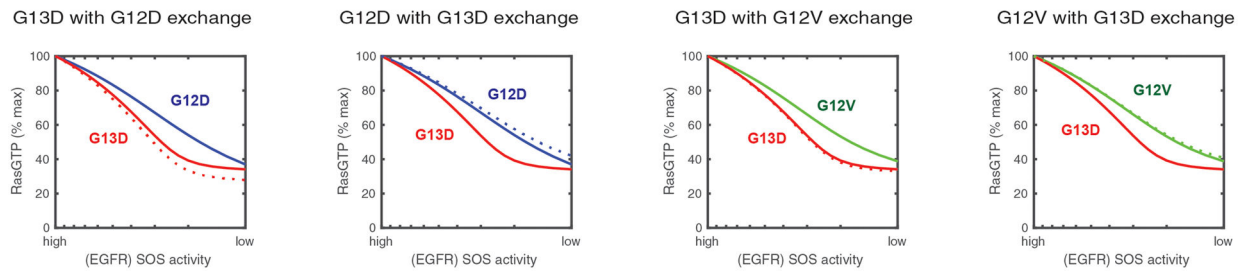 G13D with G12D exchange
100
80
60
40
20
0
RasGTP (% max)
G12D
G13D
high
low
(EGFR) SOS activity
G12D with G13D exchange
100
80
60
40
20
0
RasGTP (% max)
G12D
G13D
high
low
(EGFR) SOS activity
G13D with G12V exchange
100
80
60
40
20
0
RasGTP (% max)
G12V
G13D
high
low
(EGFR) SOS activity
G12V with G13D exchange
100
80
60
40
20
0
RasGTP (% max)
G12V
G13D
high
low
(EGFR) SOS activity